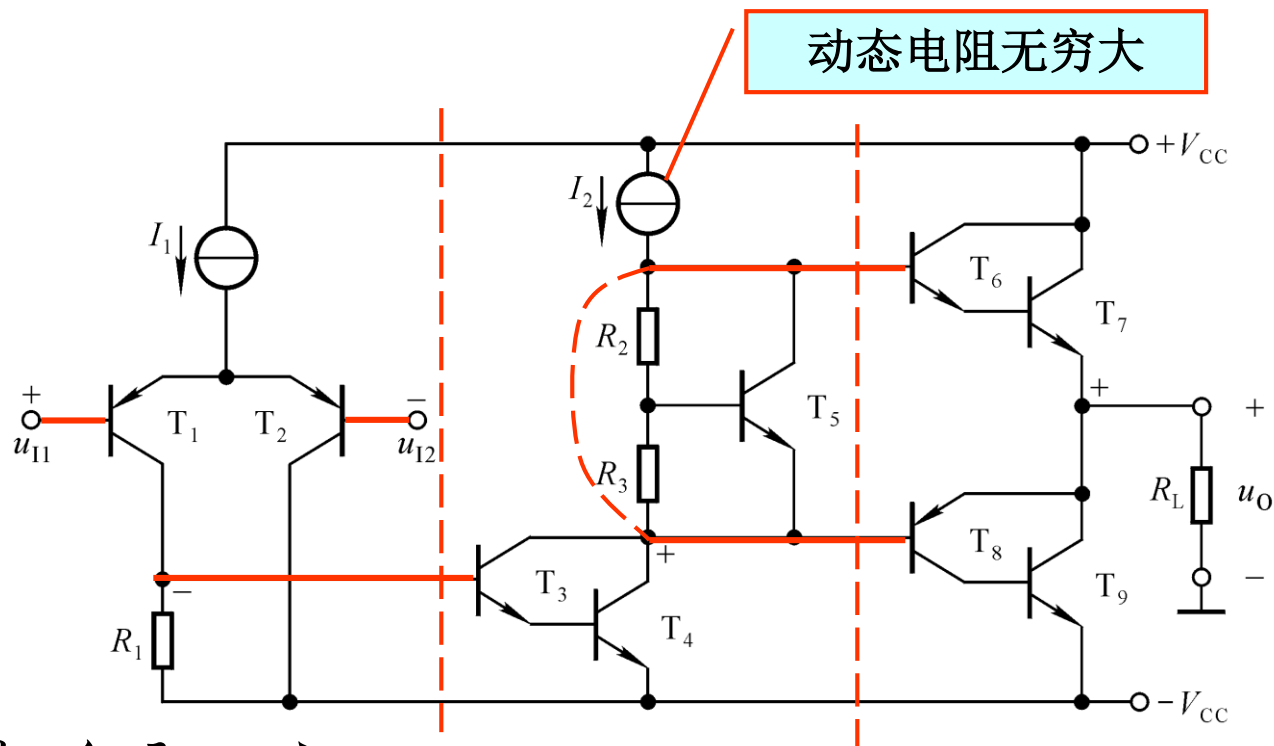 动态电阻无穷大
+V_CC
I_2
I_1
T_6
T_7
R_2
+
−
+
T_1
T_2
T_5
+
u_I1
u_I2
R_3
R_L
u_O
+
T_8
−
−
T_3
T_9
R_1
T_4
−V_CC